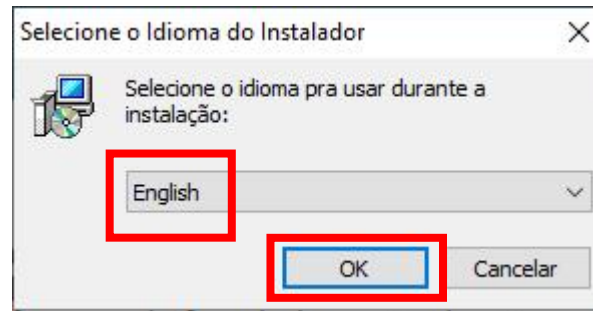 Selecione o Idioma do Instalador
Selecione o idioma pra usar durante a
instalação:
English
OK
Cancelar